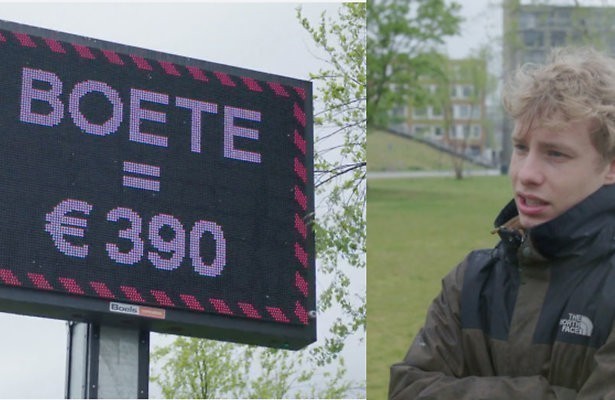 BOETE
=
€390
Boels
THE
NORTH
FACE